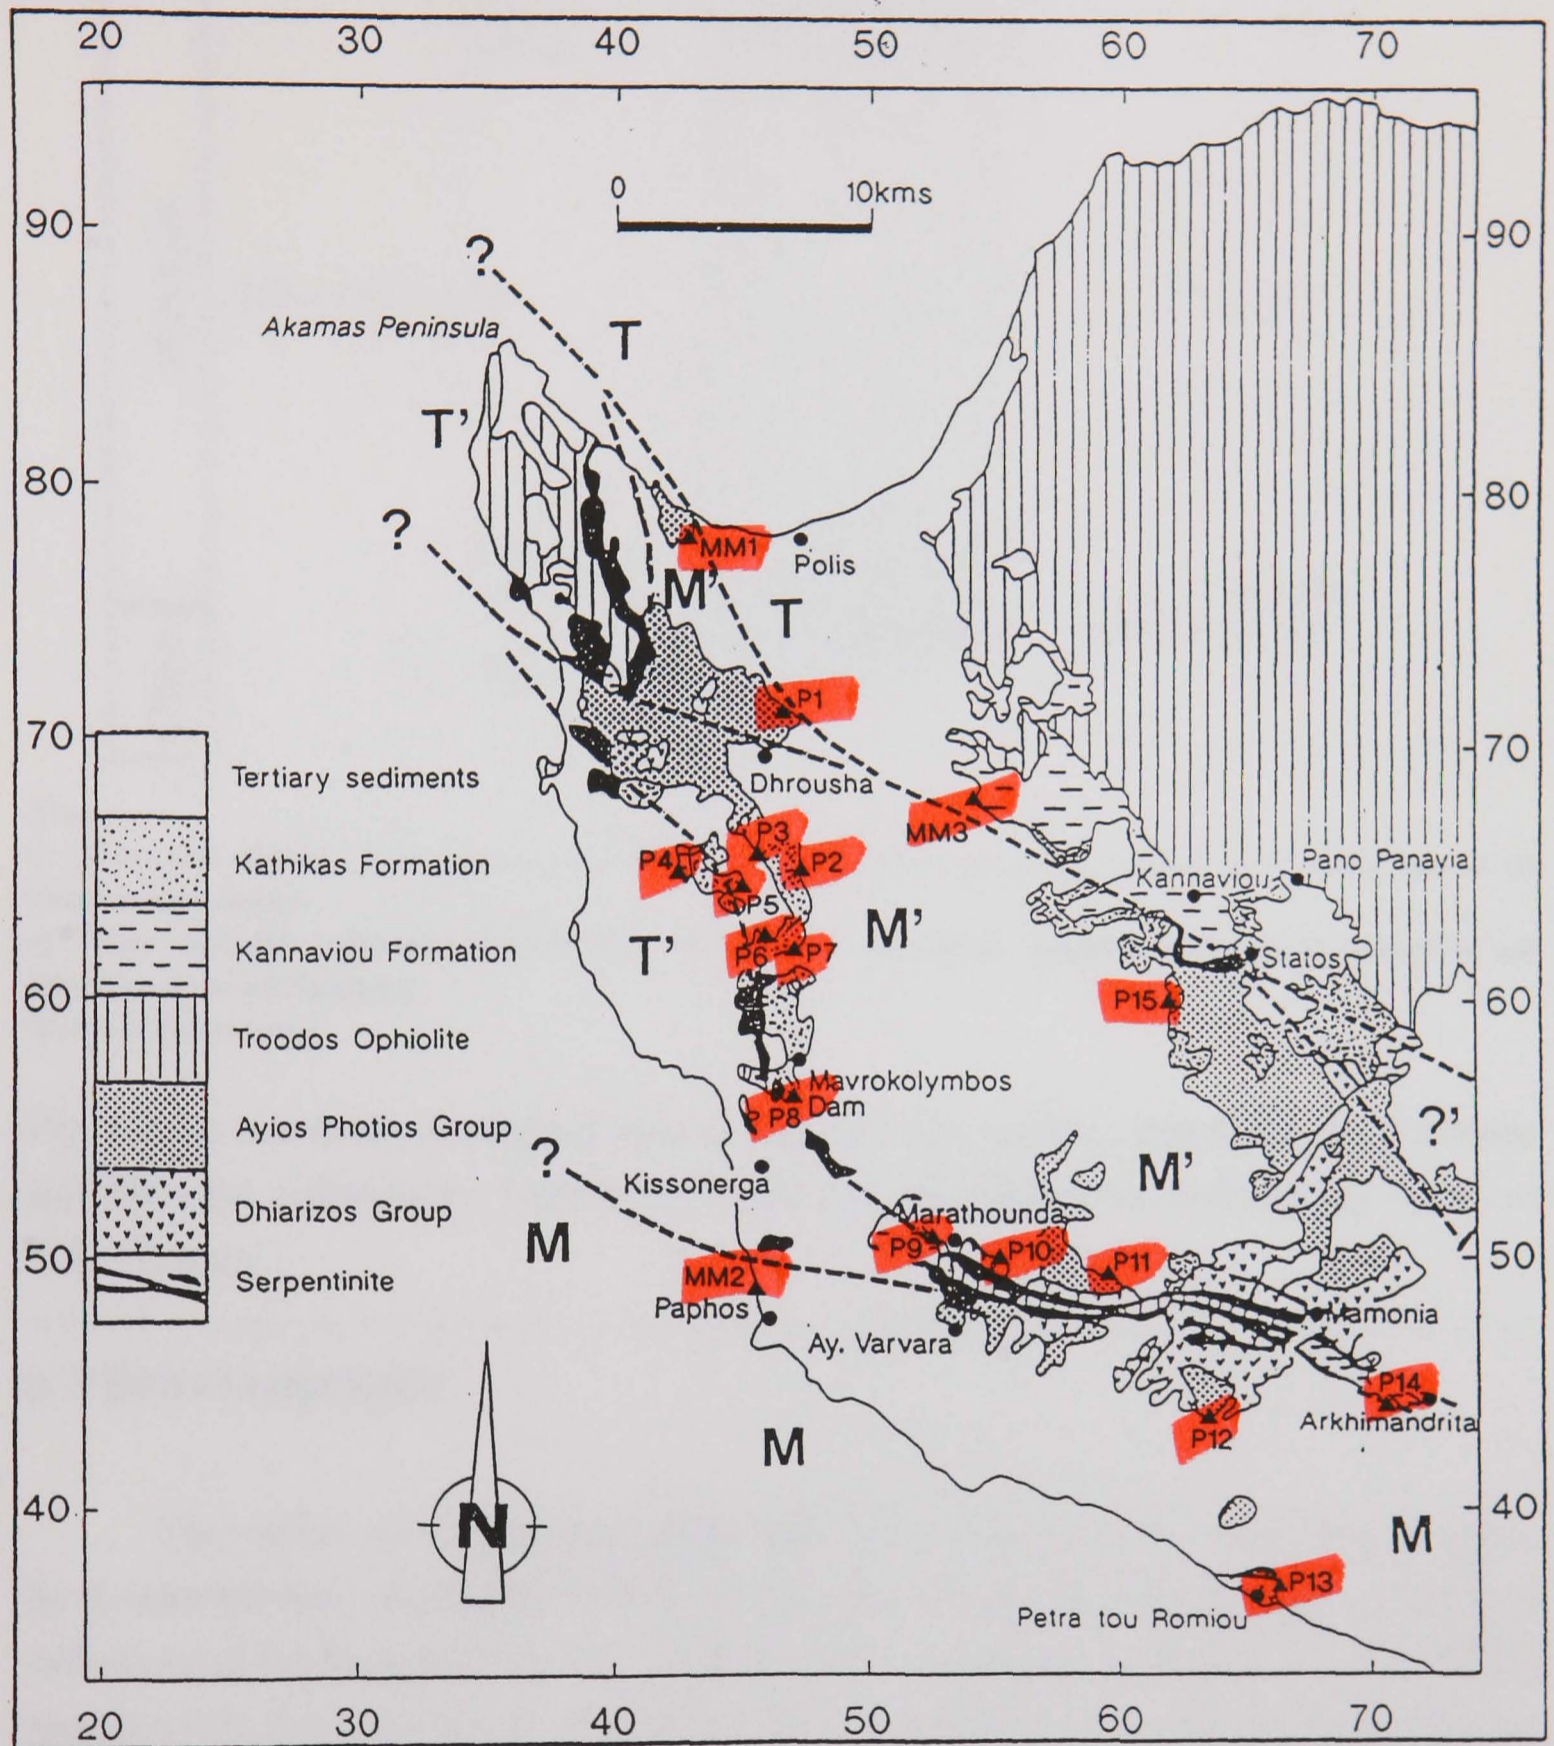 20 30 40 50 60 70
0 10kms
90 90
?
Akamas Peninsula
T
T'
80 80
?
MM1
Polis
M'
T
P1
70 70
Dhrousha
Tertiary sediments
MM3
P3
P4
P2
Pano Panavia
Kathikas Formation
Kannaviou
P5
M'
T'
P6 P7
Kannaviou Formation
Statos
60 P15 60
Troodos Ophiolite
Mavrokolymbos
Dam
? P8
Ayios Photios Group
?'
?
Kissonerga
M'
Dhiarizos Group
Marathounda
M
P9 P10 P11
50 50
Serpentinite
MM2
Paphos
Mamonia
Ay. Varvara
P14
Arkhimandrita
P12
M
N
40 40
M
P13
Petra tou Romiou
20 30 40 50 60 70